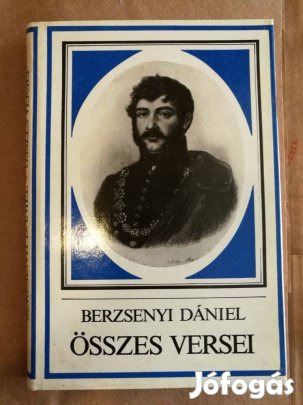 BERZSENYI DÁNIEL
ÖSSZES VERSEI
Jófogás